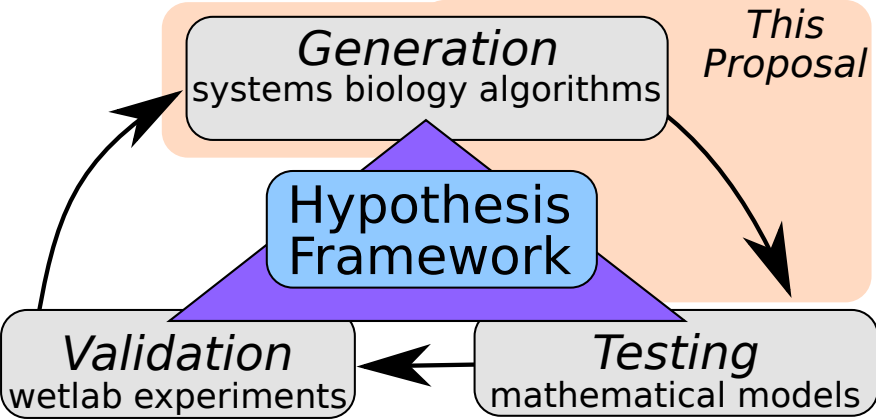 This
Proposal
Generation
systems biology algorithms
Hypothesis
Framework
Validation
wetlab experiments
Testing
mathematical models